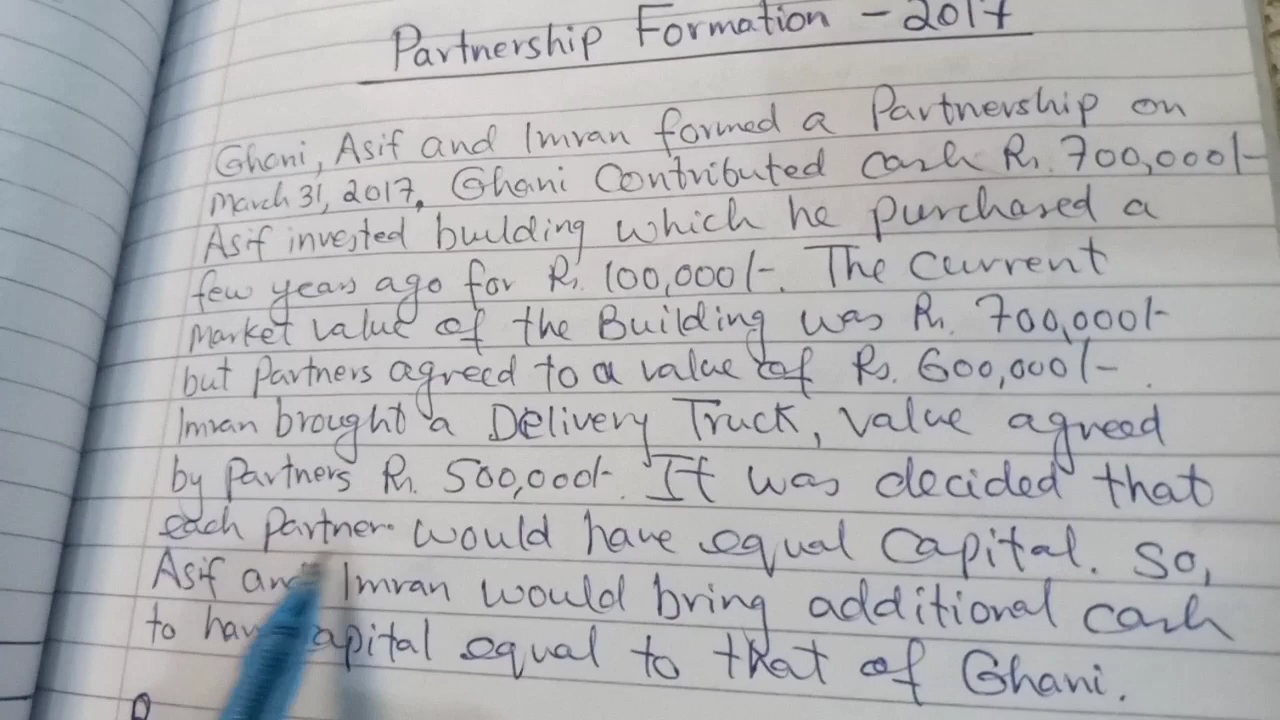 Partnership Formation - 2017
Ghani, Asif and Imran formed a Partnership on
March 31, 2017. Ghani Contributed cash Rs. 700,000/-
Asif invested building which he purchased a
few years ago for Rs. 100,000/-. The Current
Market value of the Building was Rs. 700,000/-
but Partners agreed to a value of Rs. 600,000/-.
Imran brought a Delivery Truck, Value agreed
by Partners Rs. 500,000/-. It was decided that
each partner would have equal Capital. So,
Asif and Imran would bring additional cash
to have Capital equal to that of Ghani.